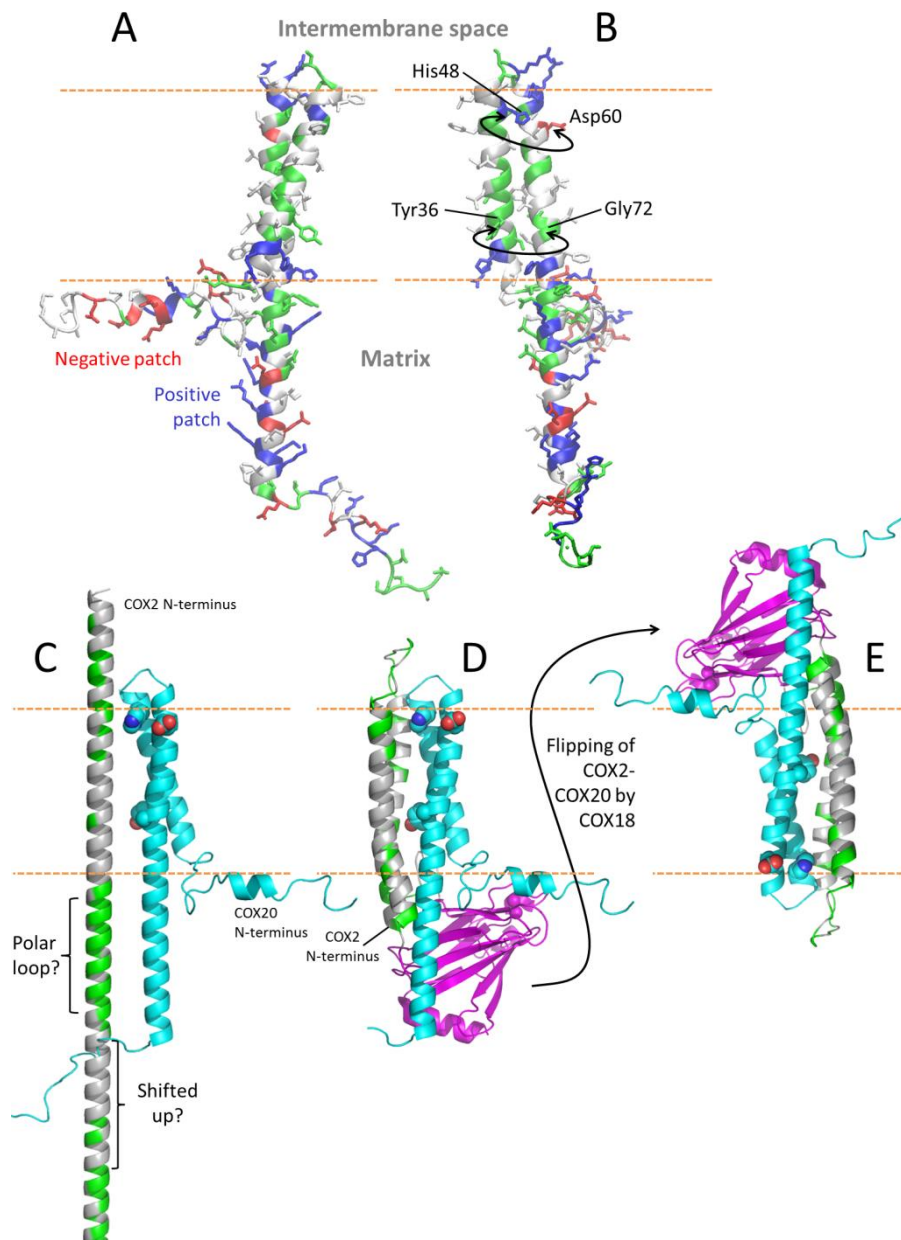 A
Intermembrane space
B
His48
Asp60
Tyr36
Gly72
Negative patch
Matrix
Positive
patch
COX2 N-terminus
C
D
E
Flipping of
COX2-
COX20 by
COX18
COX20
N-terminus
COX2
N-terminus
Polar
loop?
Shifted
up?